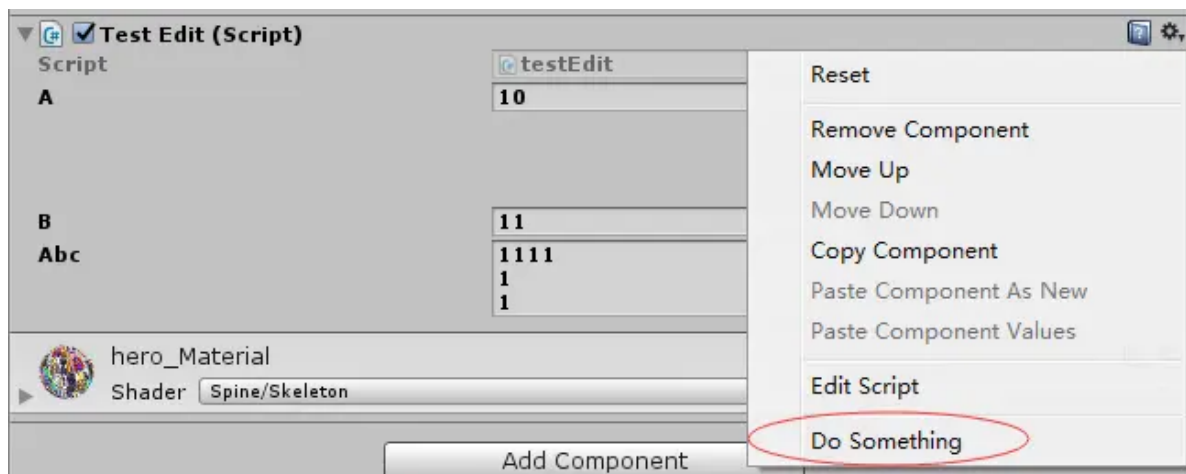 Test Edit (Script)
Script testEdit
A 10
B 11
Abc 1111
1
1
hero_Material
Shader Spine/Skeleton
Add Component
Reset
Remove Component
Move Up
Move Down
Copy Component
Paste Component As New
Paste Component Values
Edit Script
Do Something